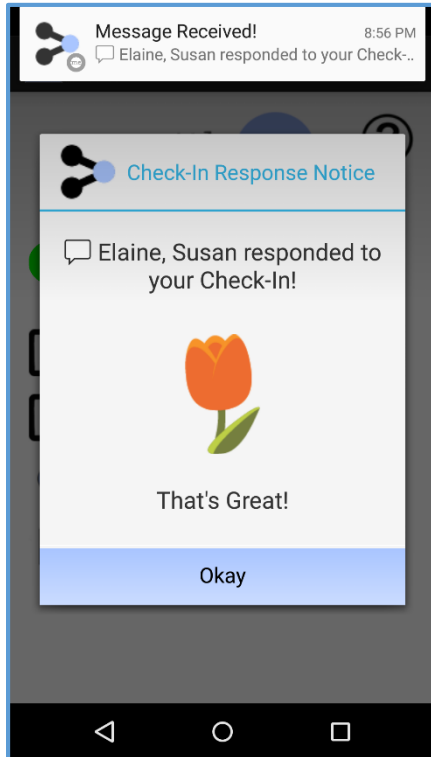 Message Received!
8:56 PM
Elaine, Susan responded to your Check-..
Check-In Response Notice
Elaine, Susan responded to
your Check-In!
That's Great!
Okay